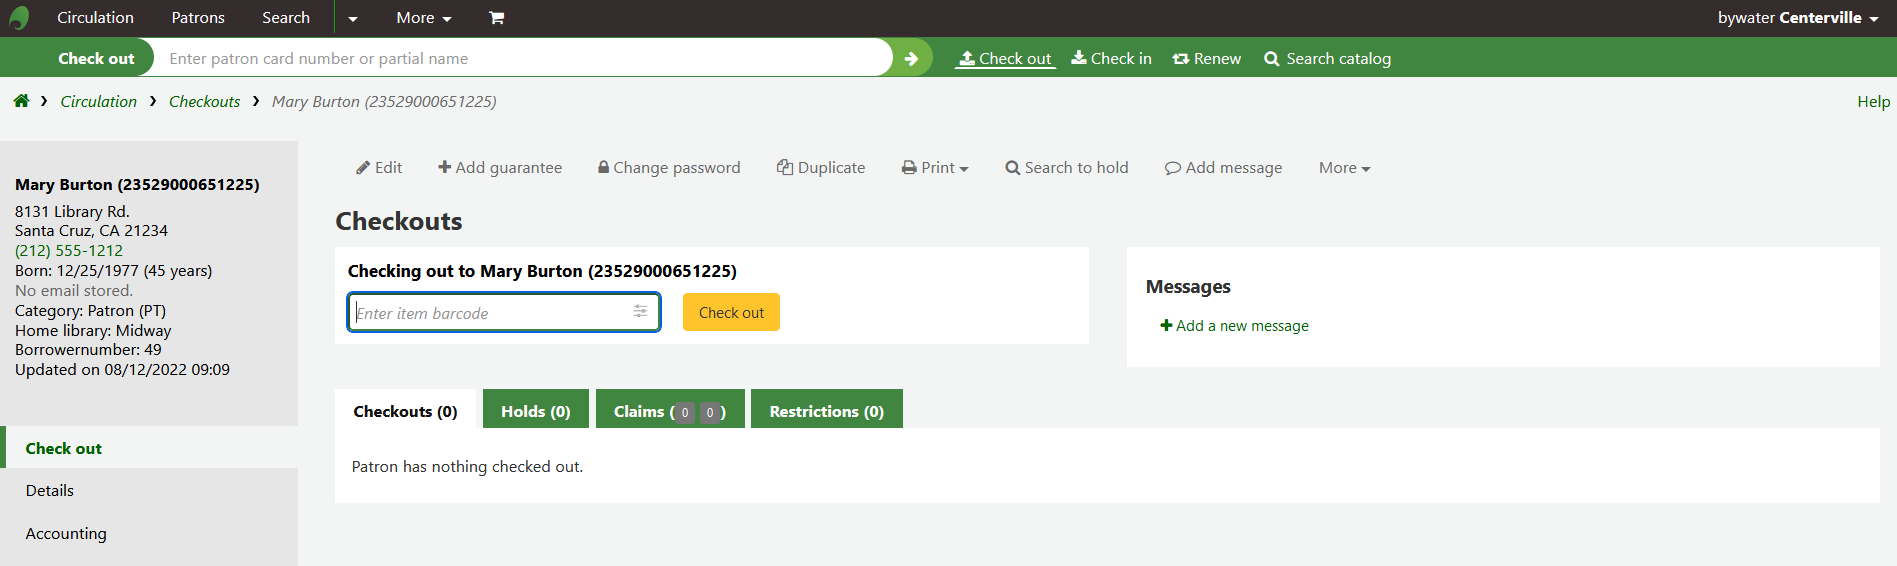 Circulation Patrons Search More bywater Centerville
Check out Enter patron card number or partial name Check out Check in Renew Search catalog
Circulation Checkouts Mary Burton (23529000651225) Help
Mary Burton (23529000651225)
8131 Library Rd.
Santa Cruz, CA 21234
(212) 555-1212
Born: 12/25/1977 (45 years)
No email stored.
Category: Patron (PT)
Home library: Midway
Borrowernumber: 49
Updated on 08/12/2022 09:09
Check out
Details
Accounting
Edit Add guarantee Change password Duplicate Print Search to hold Add message More
Checkouts
Checking out to Mary Burton (23529000651225)
Enter item barcode Check out
Messages
Add a new message
Checkouts (0) Holds (0) Claims (0 0) Restrictions (0)
Patron has nothing checked out.